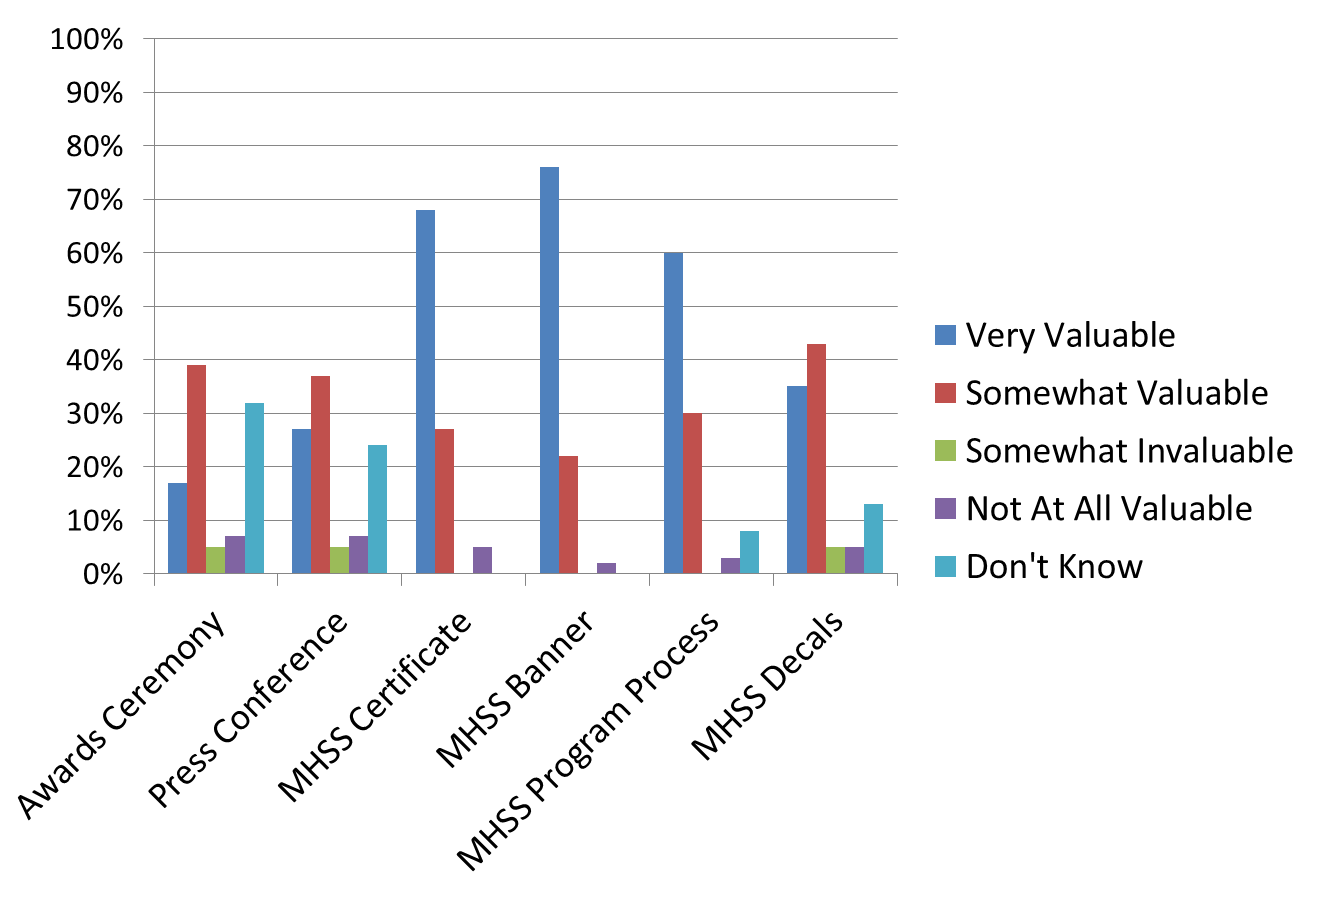 100%
90%
80%
70%
60%
50%
40%
30%
20%
10%
0%
Awards Ceremony
Press Conference
MHSS Certificate
MHSS Banner
MHSS Program Process
MHSS Decals
Very Valuable
Somewhat Valuable
Somewhat Invaluable
Not At All Valuable
Don't Know